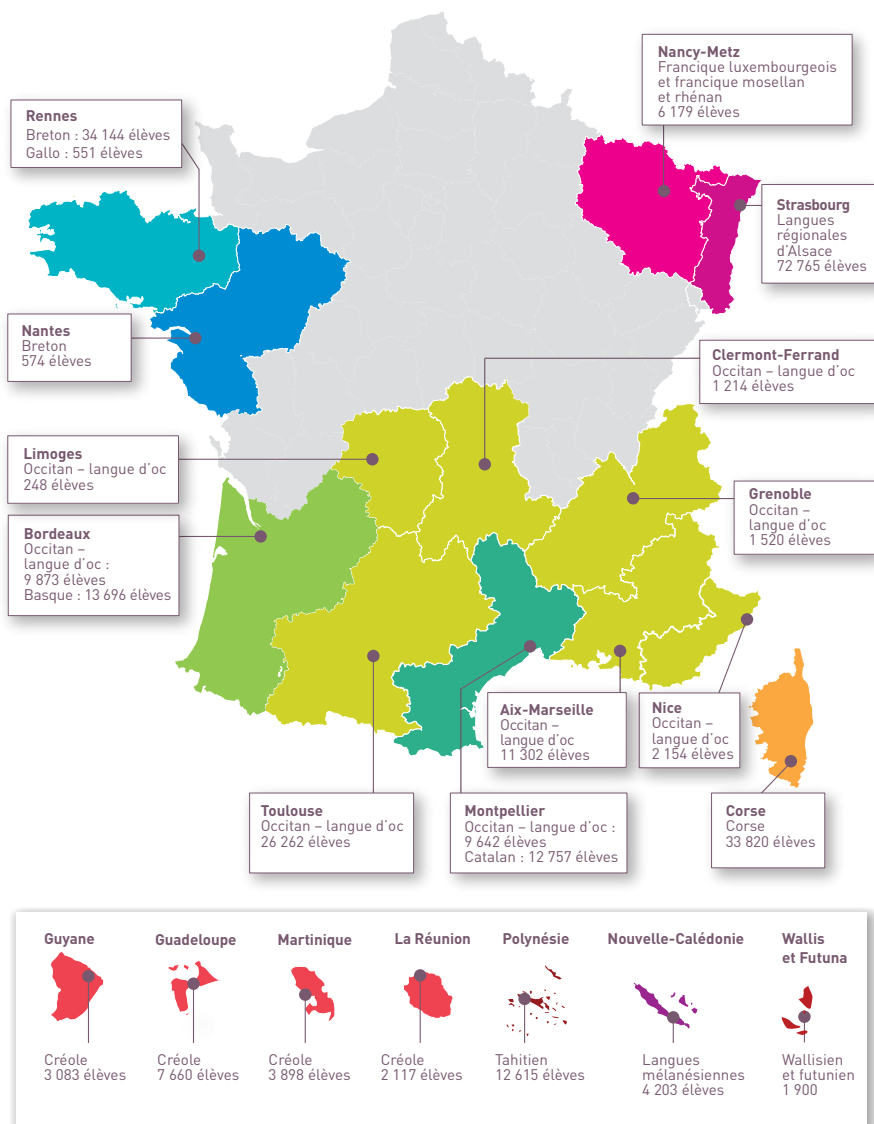 Nancy-Metz
Francique luxembourgeois
et francique mosellan
et rhénan
6 179 élèves
Rennes
Breton : 34 144 élèves
Gallo : 551 élèves
Strasbourg
Langues
régionales
d'Alsace
72 765 élèves
Nantes
Breton
574 élèves
Clermont-Ferrand
Occitan – langue d'oc
1 214 élèves
Limoges
Occitan – langue d'oc
248 élèves
Grenoble
Occitan –
langue d'oc
1 520 élèves
Bordeaux
Occitan –
langue d'oc :
9 873 élèves
Basque : 13 696 élèves
Aix-Marseille
Occitan –
langue d'oc
11 302 élèves
Nice
Occitan –
langue d'oc
2 154 élèves
Toulouse
Occitan – langue d'oc
26 262 élèves
Montpellier
Occitan – langue d'oc :
9 642 élèves
Catalan : 12 757 élèves
Corse
Corse
33 820 élèves
Guyane
Créole
3 083 élèves
Guadeloupe
Créole
7 660 élèves
Martinique
Créole
3 898 élèves
La Réunion
Créole
2 117 élèves
Polynésie
Tahitien
12 615 élèves
Nouvelle-Calédonie
Langues
mélanésiennes
4 203 élèves
Wallis
et Futuna
Wallisien
et futunien
1 900